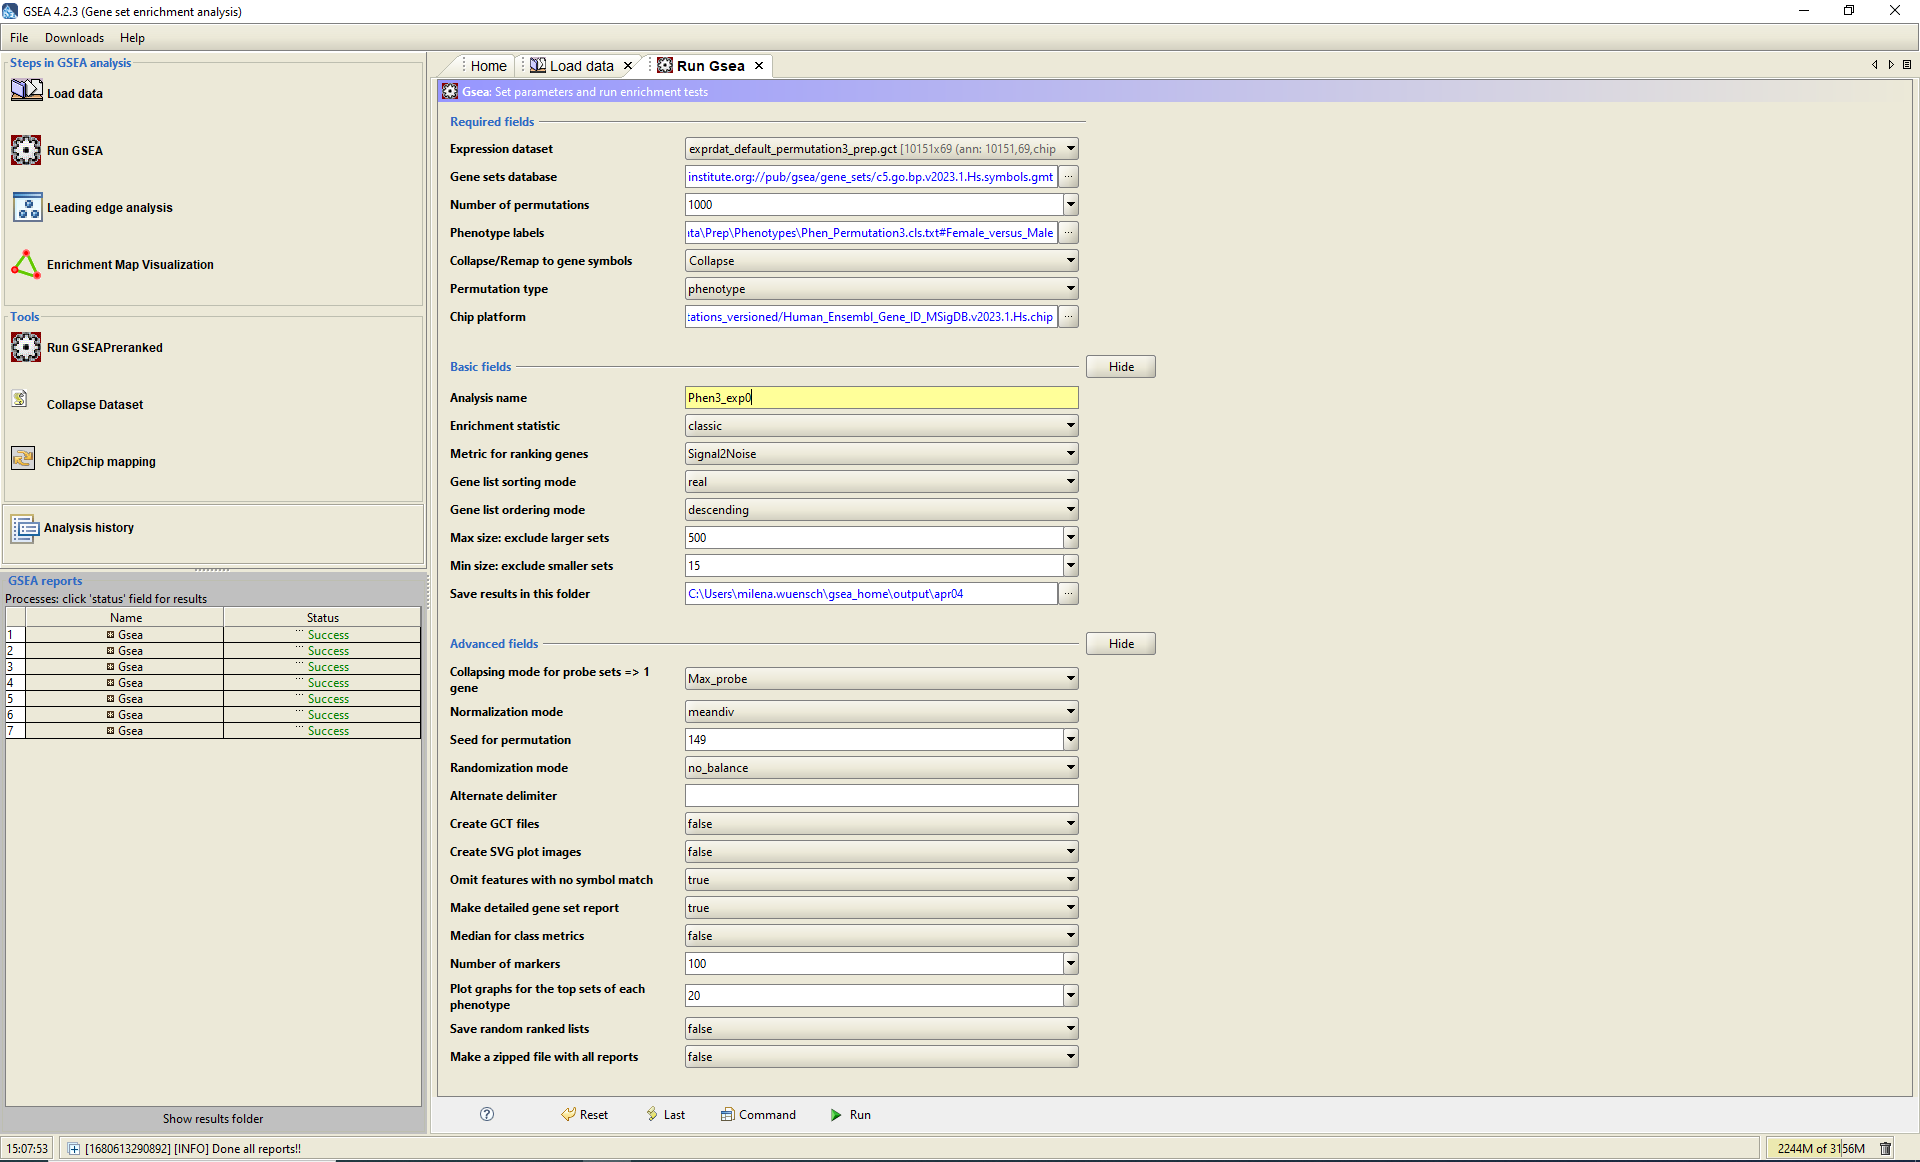 GSEA 4.2.3 (Gene set enrichment analysis)
File Downloads Help
Steps in GSEA analysis
Load data
Run GSEA
Leading edge analysis
Enrichment Map Visualization
Tools
Run GSEAPreranked
Collapse Dataset
Chip2Chip mapping
Analysis history
GSEA reports
Processes: click 'status' field for results
Name Status
1 Gsea ... Success
2 Gsea ... Success
3 Gsea ... Success
4 Gsea ... Success
5 Gsea ... Success
6 Gsea ... Success
7 Gsea ... Success
Show results folder
Home Load data Run Gsea
Gsea: Set parameters and run enrichment tests
Required fields
Expression dataset exprdat_default_permutation3_prep.gct [10151x69 (ann: 10151,69,chip
Gene sets database institute.org://pub/gsea/gene_sets/c5.go.bp.v2023.1.Hs.symbols.gmt ...
Number of permutations 1000
Phenotype labels ata\Prep\Phenotypes\Phen_Permutation3.cls.txt#Female_versus_Male ...
Collapse/Remap to gene symbols Collapse
Permutation type phenotype
Chip platform tations_versioned/Human_Ensembl_Gene_ID_MSigDB.v2023.1.Hs.chip ...
Basic fields Hide
Analysis name Phen3_exp0
Enrichment statistic classic
Metric for ranking genes Signal2Noise
Gene list sorting mode real
Gene list ordering mode descending
Max size: exclude larger sets 500
Min size: exclude smaller sets 15
Save results in this folder C:\Users\milena.wuensch\gsea_home\output\apr04 ...
Advanced fields Hide
Collapsing mode for probe sets => 1
gene Max_probe
Normalization mode meandiv
Seed for permutation 149
Randomization mode no_balance
Alternate delimiter
Create GCT files false
Create SVG plot images false
Omit features with no symbol match true
Make detailed gene set report true
Median for class metrics false
Number of markers 100
Plot graphs for the top sets of each
phenotype 20
Save random ranked lists false
Make a zipped file with all reports false
? Reset Last Command Run
15:07:53 [1680613290892] [INFO] Done all reports!! 2244M of 3156M